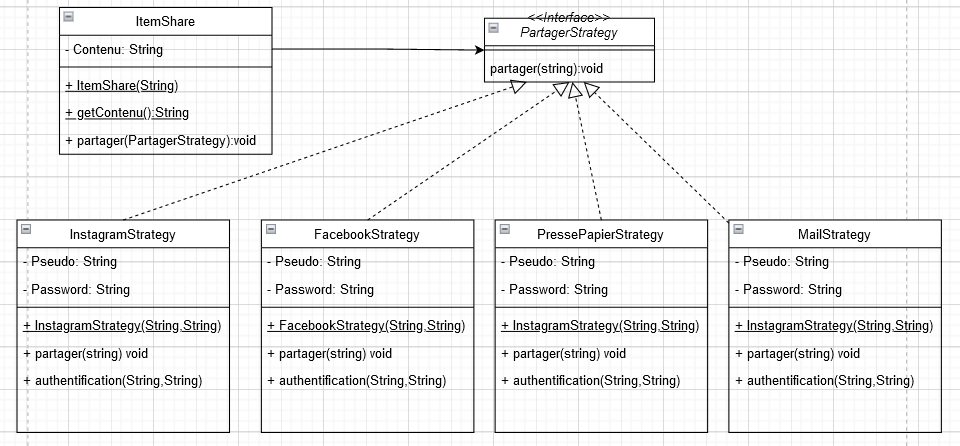 ItemShare
- Contenu: String
+ ItemShare(String)
+ getContenu():String
+ partager(PartagerStrategy):void
<<Interface>>
PartagerStrategy
partager(string):void
InstagramStrategy
- Pseudo: String
- Password: String
+ InstagramStrategy(String,String)
+ partager(string) void
+ authentification(String,String)
FacebookStrategy
- Pseudo: String
- Password: String
+ FacebookStrategy(String,String)
+ partager(string) void
+ authentification(String,String)
PressePapierStrategy
- Pseudo: String
- Password: String
+ InstagramStrategy(String,String)
+ partager(string) void
+ authentification(String,String)
MailStrategy
- Pseudo: String
- Password: String
+ InstagramStrategy(String,String)
+ partager(string) void
+ authentification(String,String)